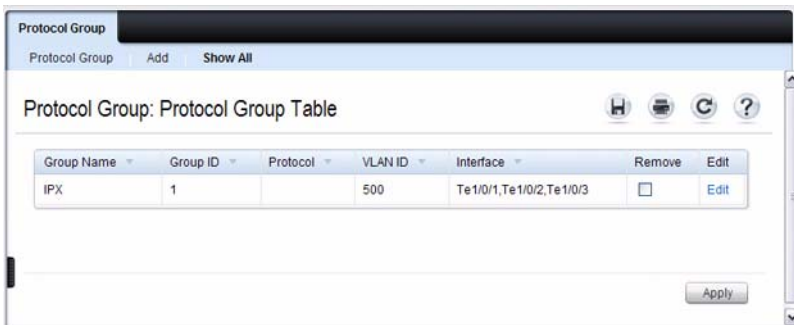 Protocol Group
Protocol Group Add Show All
Protocol Group: Protocol Group Table
Group Name Group ID Protocol VLAN ID Interface Remove Edit
IPX 1 500 Te1/0/1,Te1/0/2,Te1/0/3 Edit
Apply